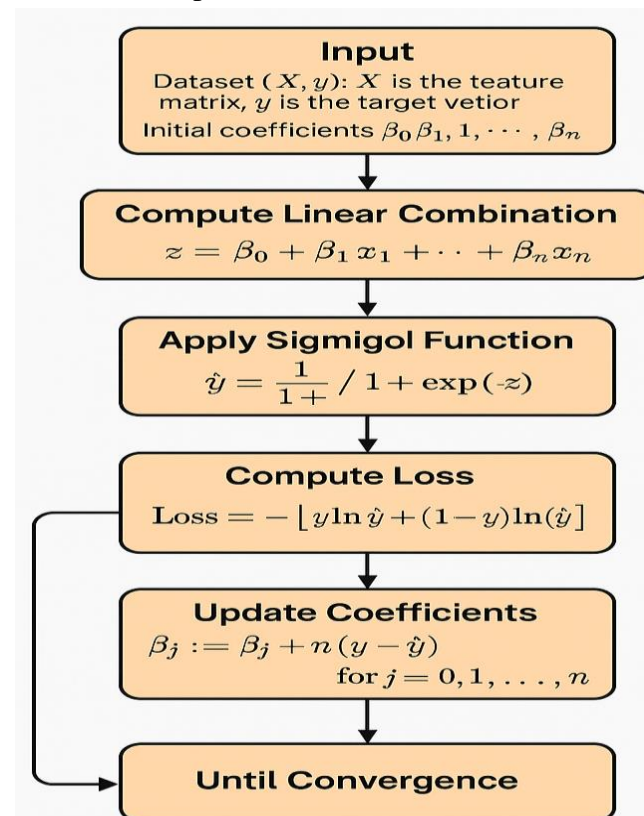 Input
Dataset (X, y): X is the teature
matrix, y is the target vetior
Initial coefficients β₀β₁, 1, ⋯ , βₙ
Compute Linear Combination
z = β₀ + β₁ x₁ + · · + βₙxₙ
Apply Sigmigol Function
ŷ = 1/1+ / 1 + exp (-z)
Compute Loss
Loss = − ⌊y ln ŷ + (1−y) ln(ŷ]
Update Coefficients
βⱼ := βⱼ + n (y − ŷ)
for j = 0, 1, . . . , n
Until Convergence